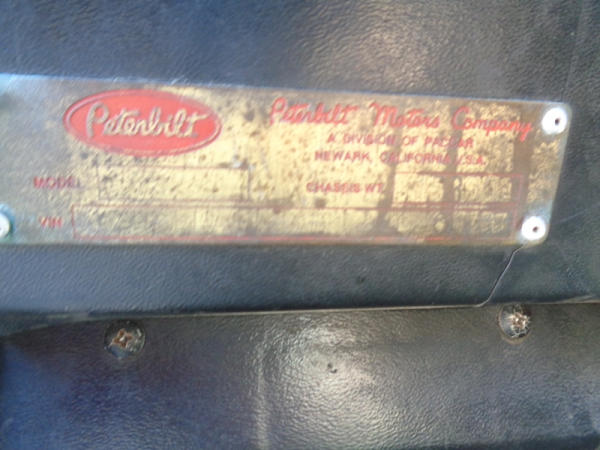 Peterbilt
Peterbilt Motors Company
A DIVISION OF PACCAR
NEWARK, CALIFORNIA, U.S.A.
MODEL
CHASSIS WT.
VIN